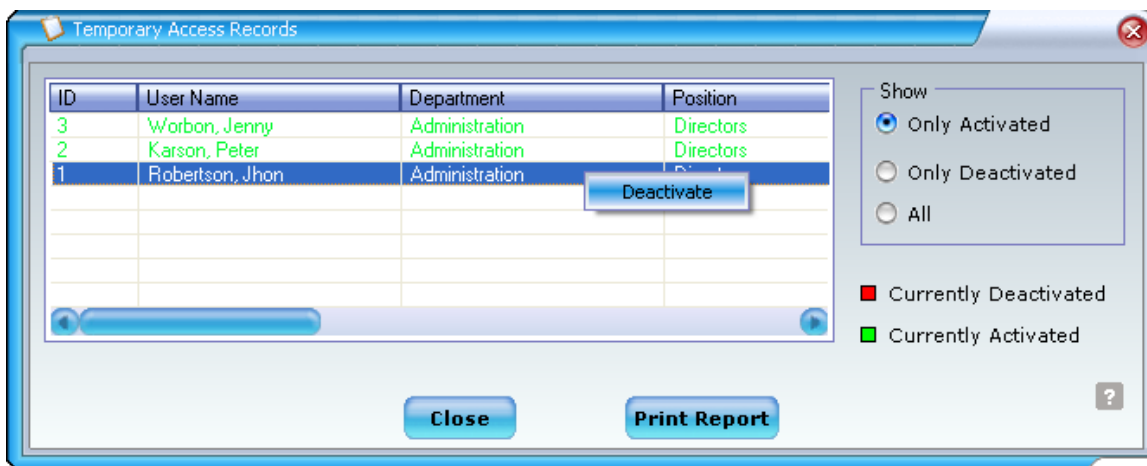 Temporary Access Records
ID User Name Department Position
3 Worbon, Jenny Administration Directors
2 Karson, Peter Administration Directors
1 Robertson, Jhon Administration
Deactivate
Show
Only Activated
Only Deactivated
All
Currently Deactivated
Currently Activated
Close Print Report
?